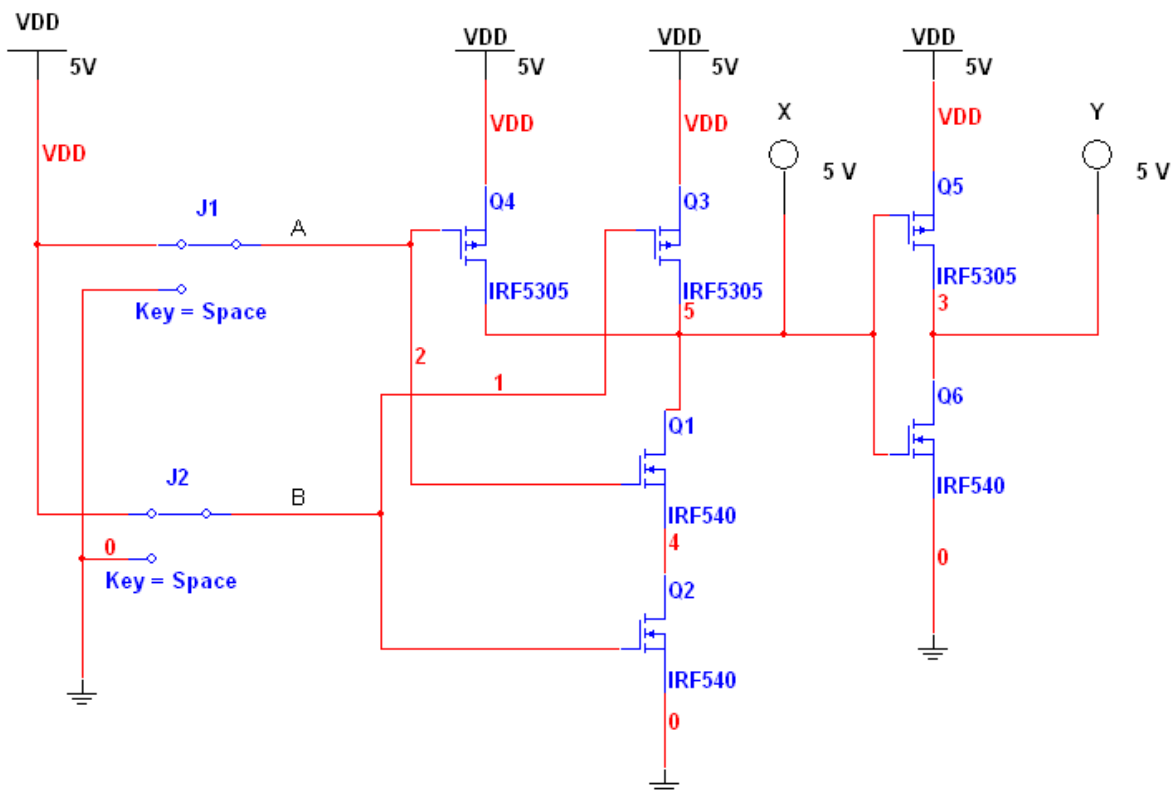 VDD
5V
VDD
5V
VDD
5V
VDD
5V
X
5 V
Y
5 V
VDD
VDD
VDD
VDD
J1
A
Key = Space
Q4
IRF5305
Q3
IRF5305
5
Q5
IRF5305
3
2
1
Q1
IRF540
4
Q6
IRF540
0
J2
B
0
Key = Space
Q2
IRF540
0